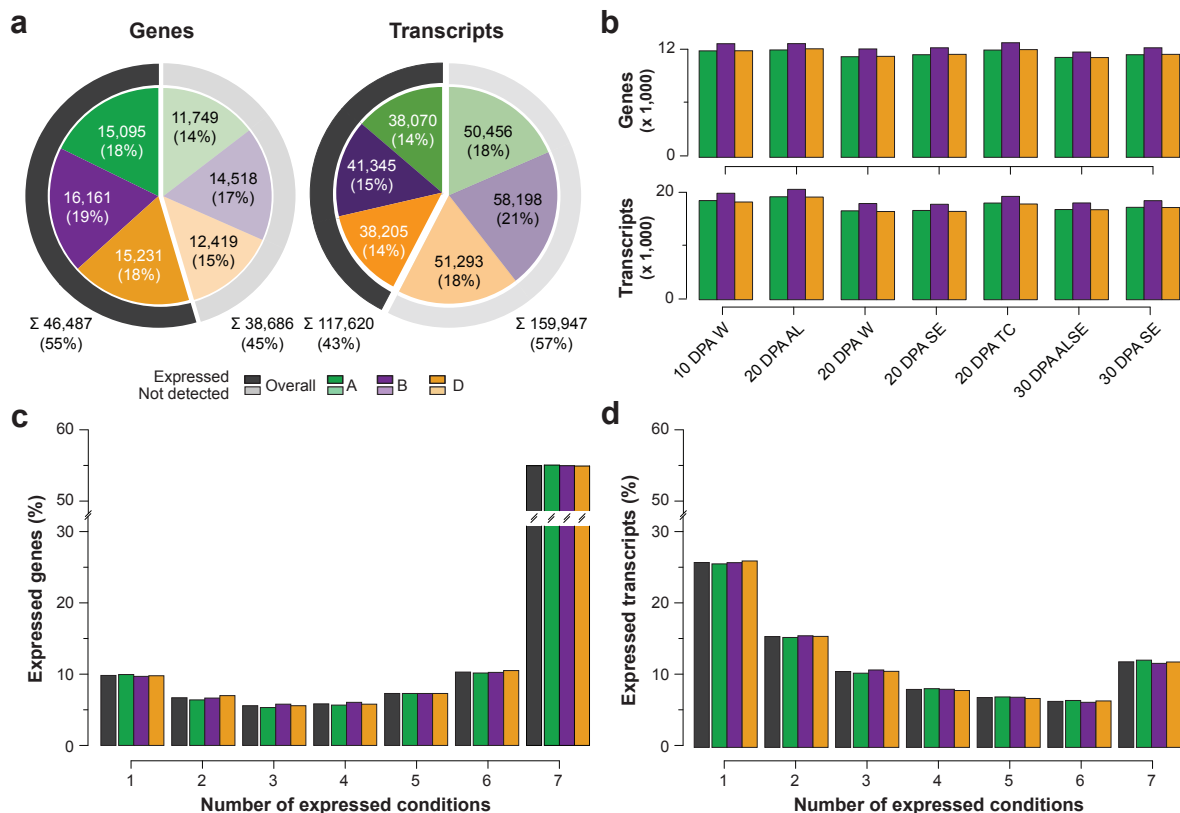 a
Genes
Transcripts
15,095
(18%)
11,749
(14%)
16,161
(19%)
14,518
(17%)
15,231
(18%)
12,419
(15%)
Σ 46,487
(55%)
Σ 38,686
(45%)
38,070
(14%)
50,456
(18%)
41,345
(15%)
58,198
(21%)
38,205
(14%)
51,293
(18%)
Σ 117,620
(43%)
Σ 159,947
(57%)
Expressed
Not detected
Overall
A
B
D
b
Genes
(x 1,000)
12
0
Transcripts
(x 1,000)
20
0
10 DPA W
20 DPA AL
20 DPA W
20 DPA SE
20 DPA TC
30 DPA ALSE
30 DPA SE
c
Expressed genes (%)
60
50
30
20
10
0
1 2 3 4 5 6 7
Number of expressed conditions
d
Expressed transcripts (%)
60
50
30
20
10
0
1 2 3 4 5 6 7
Number of expressed conditions